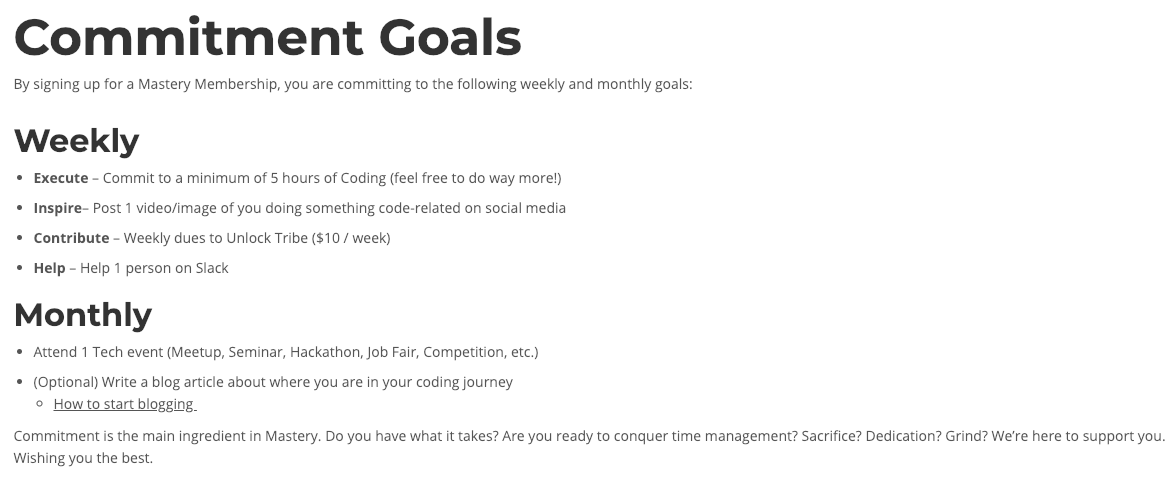 Commitment Goals
By signing up for a Mastery Membership, you are committing to the following weekly and monthly goals:
Weekly
• Execute – Commit to a minimum of 5 hours of Coding (feel free to do way more!)
• Inspire– Post 1 video/image of you doing something code-related on social media
• Contribute – Weekly dues to Unlock Tribe ($10 / week)
• Help – Help 1 person on Slack
Monthly
• Attend 1 Tech event (Meetup, Seminar, Hackathon, Job Fair, Competition, etc.)
• (Optional) Write a blog article about where you are in your coding journey
◦ How to start blogging
Commitment is the main ingredient in Mastery. Do you have what it takes? Are you ready to conquer time management? Sacrifice? Dedication? Grind? We’re here to support you.
Wishing you the best.